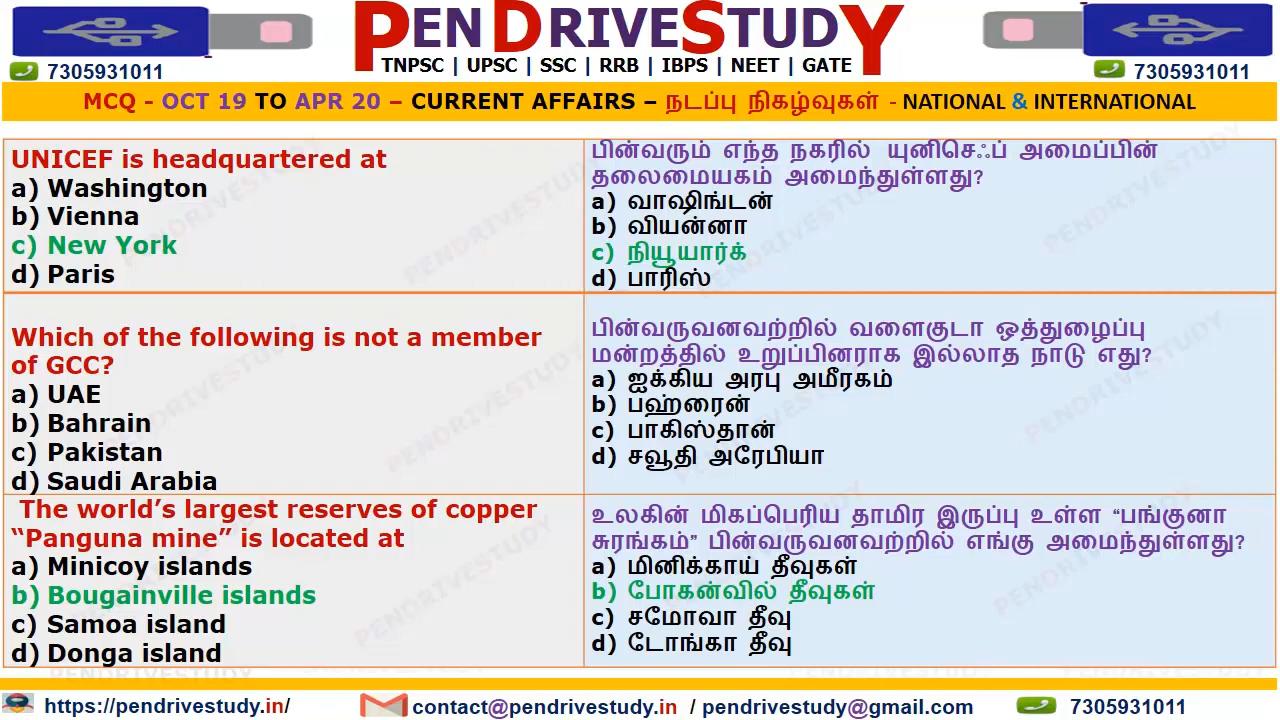 PENDRIVESTUDY
TNPSC | UPSC | SSC | RRB | IBPS | NEET | GATE
7305931011
7305931011
MCQ - OCT 19 TO APR 20 – CURRENT AFFAIRS – நடப்பு நிகழ்வுகள் - NATIONAL & INTERNATIONAL
UNICEF is headquartered at
a) Washington
b) Vienna
c) New York
d) Paris
பின்வரும் எந்த நகரில் யுனிசெஃப் அமைப்பின்
தலைமையகம் அமைந்துள்ளது?
a) வாஷிங்டன்
b) வியன்னா
c) நியூயார்க்
d) பாரிஸ்
Which of the following is not a member
of GCC?
a) UAE
b) Bahrain
c) Pakistan
d) Saudi Arabia
பின்வருவனவற்றில் வளைகுடா ஒத்துழைப்பு
மன்றத்தில் உறுப்பினராக இல்லாத நாடு எது?
a) ஐக்கிய அரபு அமீரகம்
b) பஹ்ரைன்
c) பாகிஸ்தான்
d) சவூதி அரேபியா
The world’s largest reserves of copper
“Panguna mine” is located at
a) Minicoy islands
b) Bougainville islands
c) Samoa island
d) Donga island
உலகின் மிகப்பெரிய தாமிர இருப்பு உள்ள “பங்குனா
சுரங்கம்” பின்வருவனவற்றில் எங்கு அமைந்துள்ளது?
a) மினிக்காய் தீவுகள்
b) போகன்வில் தீவுகள்
c) சமோவா தீவு
d) டோங்கா தீவு
https://pendrivestudy.in/
contact@pendrivestudy.in / pendrivestudy@gmail.com
7305931011